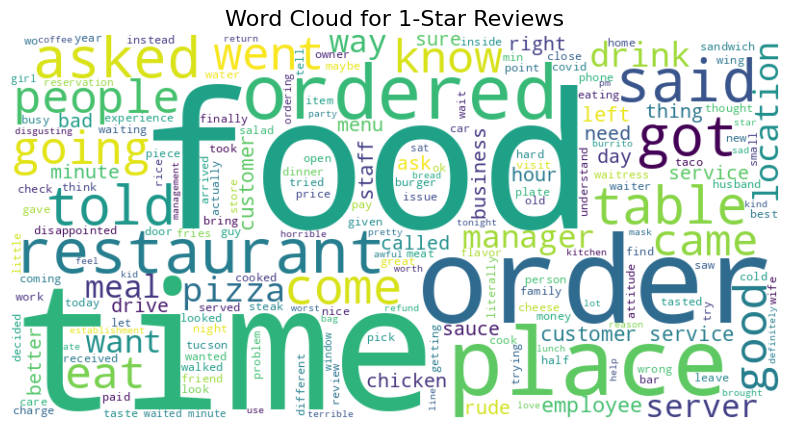 Word Cloud for 1-Star Reviews
wo coffee year instead asked went way sure inside right close home sandwich
return owner know min point covid drink wing
girl reservation maybe tell phone pm said
people water ordered eating
busy bad experience finally item party ordering wait left thing thought star
disgusting waiting salad menu car need new sad small
going food sat hard day got location
minute piece took open staff ask ok business hour visit burrito taco
check think rice management arrived actually store customer dinner tried price bread burger issue plate old understand waitress waiter service husband kind best
gave told bring pay given tonight table
disappointed door fries guy horrible pretty manager came
little restaurant called awful meat flavor great worth kitchen mask find
feel kid cooked literally saw cold good
coming meal pizza come order person family attitude try tasted wife definitely
work today drive served steak worst nice refund sauce money cheese lot
decided let looked night bag time getting customer service reason
establishment want tucson wanted problem pick cook trying lunch half help
ate received walked window place wrong
better eat friend look different review chicken bar leave brought
care paid line rude love employee server
charge taste waited minute use terrible